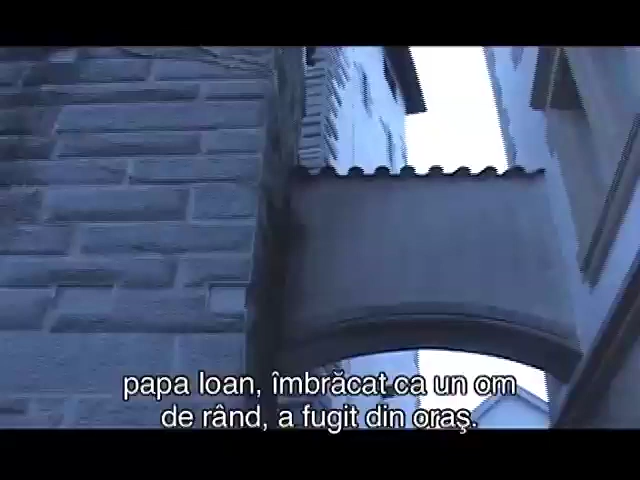 papa Ioan, îmbrăcat ca un om
de rând, a fugit din oraş.